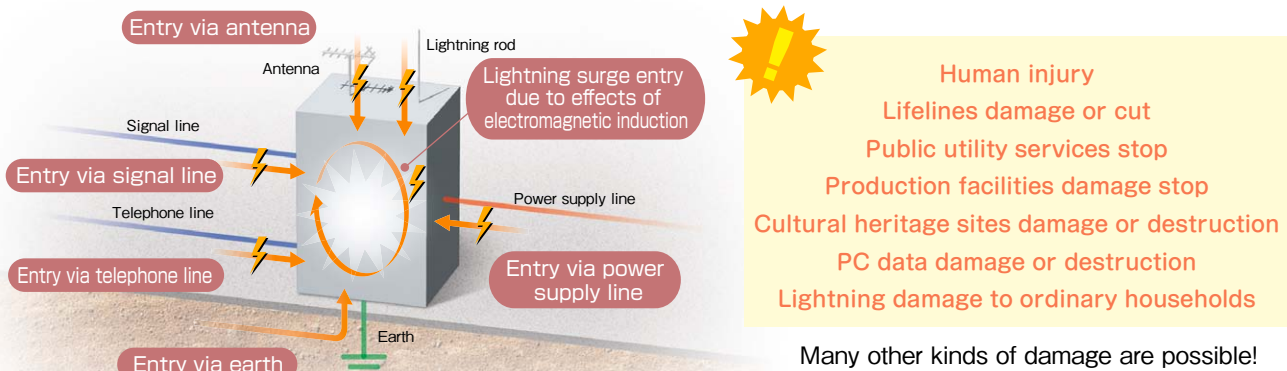 Entry via antenna
Lightning rod
Antenna
Lightning surge entry
due to effects of
electromagnetic induction
Signal line
Entry via signal line
Telephone line
Power supply line
Entry via telephone line
Entry via power
supply line
Earth
Entry via earth
!
Human injury
Lifelines damage or cut
Public utility services stop
Production facilities damage stop
Cultural heritage sites damage or destruction
PC data damage or destruction
Lightning damage to ordinary households
Many other kinds of damage are possible!